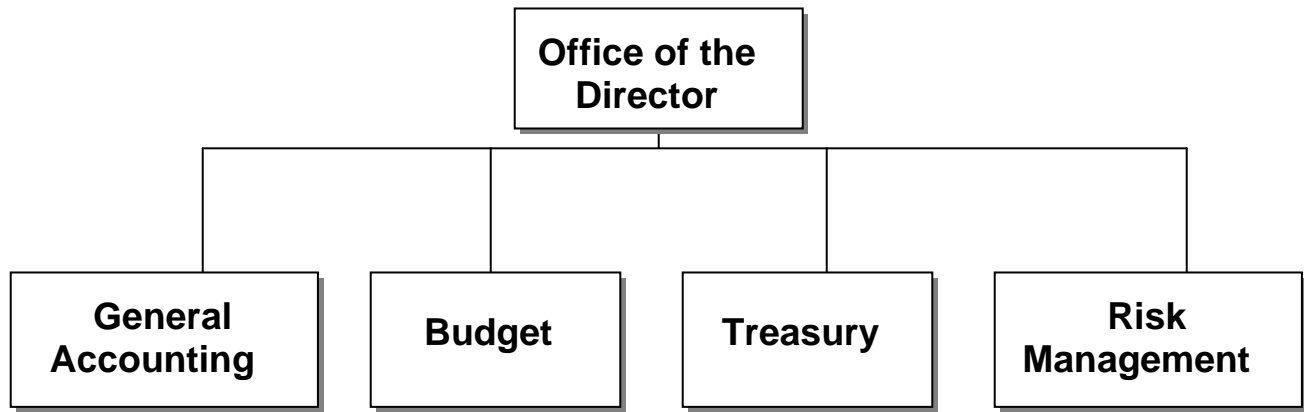 Office of the
Director
General
Accounting
Budget
Treasury
Risk
Management